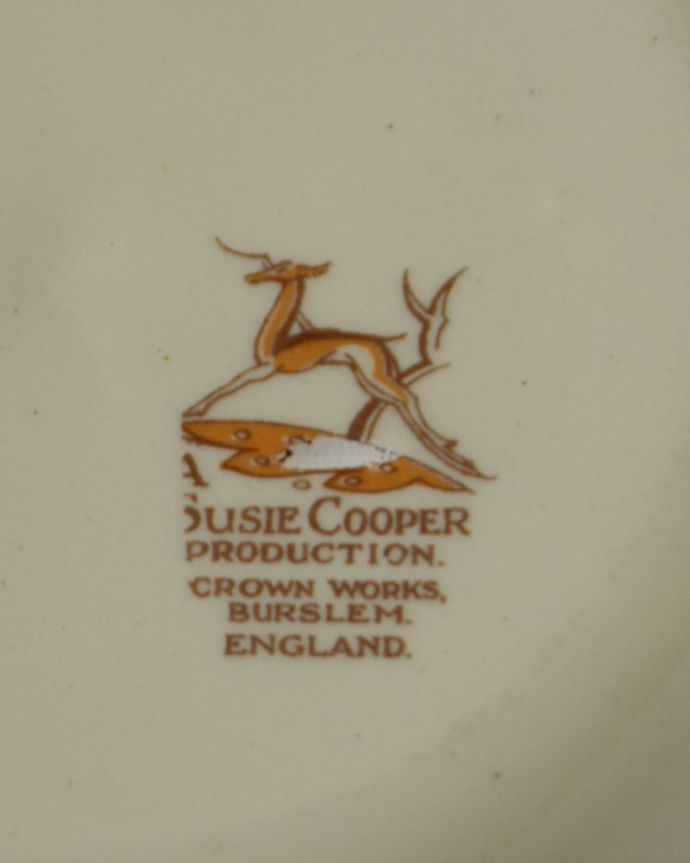 A
SUSIE COOPER
PRODUCTION.
CROWN WORKS,
BURSLEM.
ENGLAND.